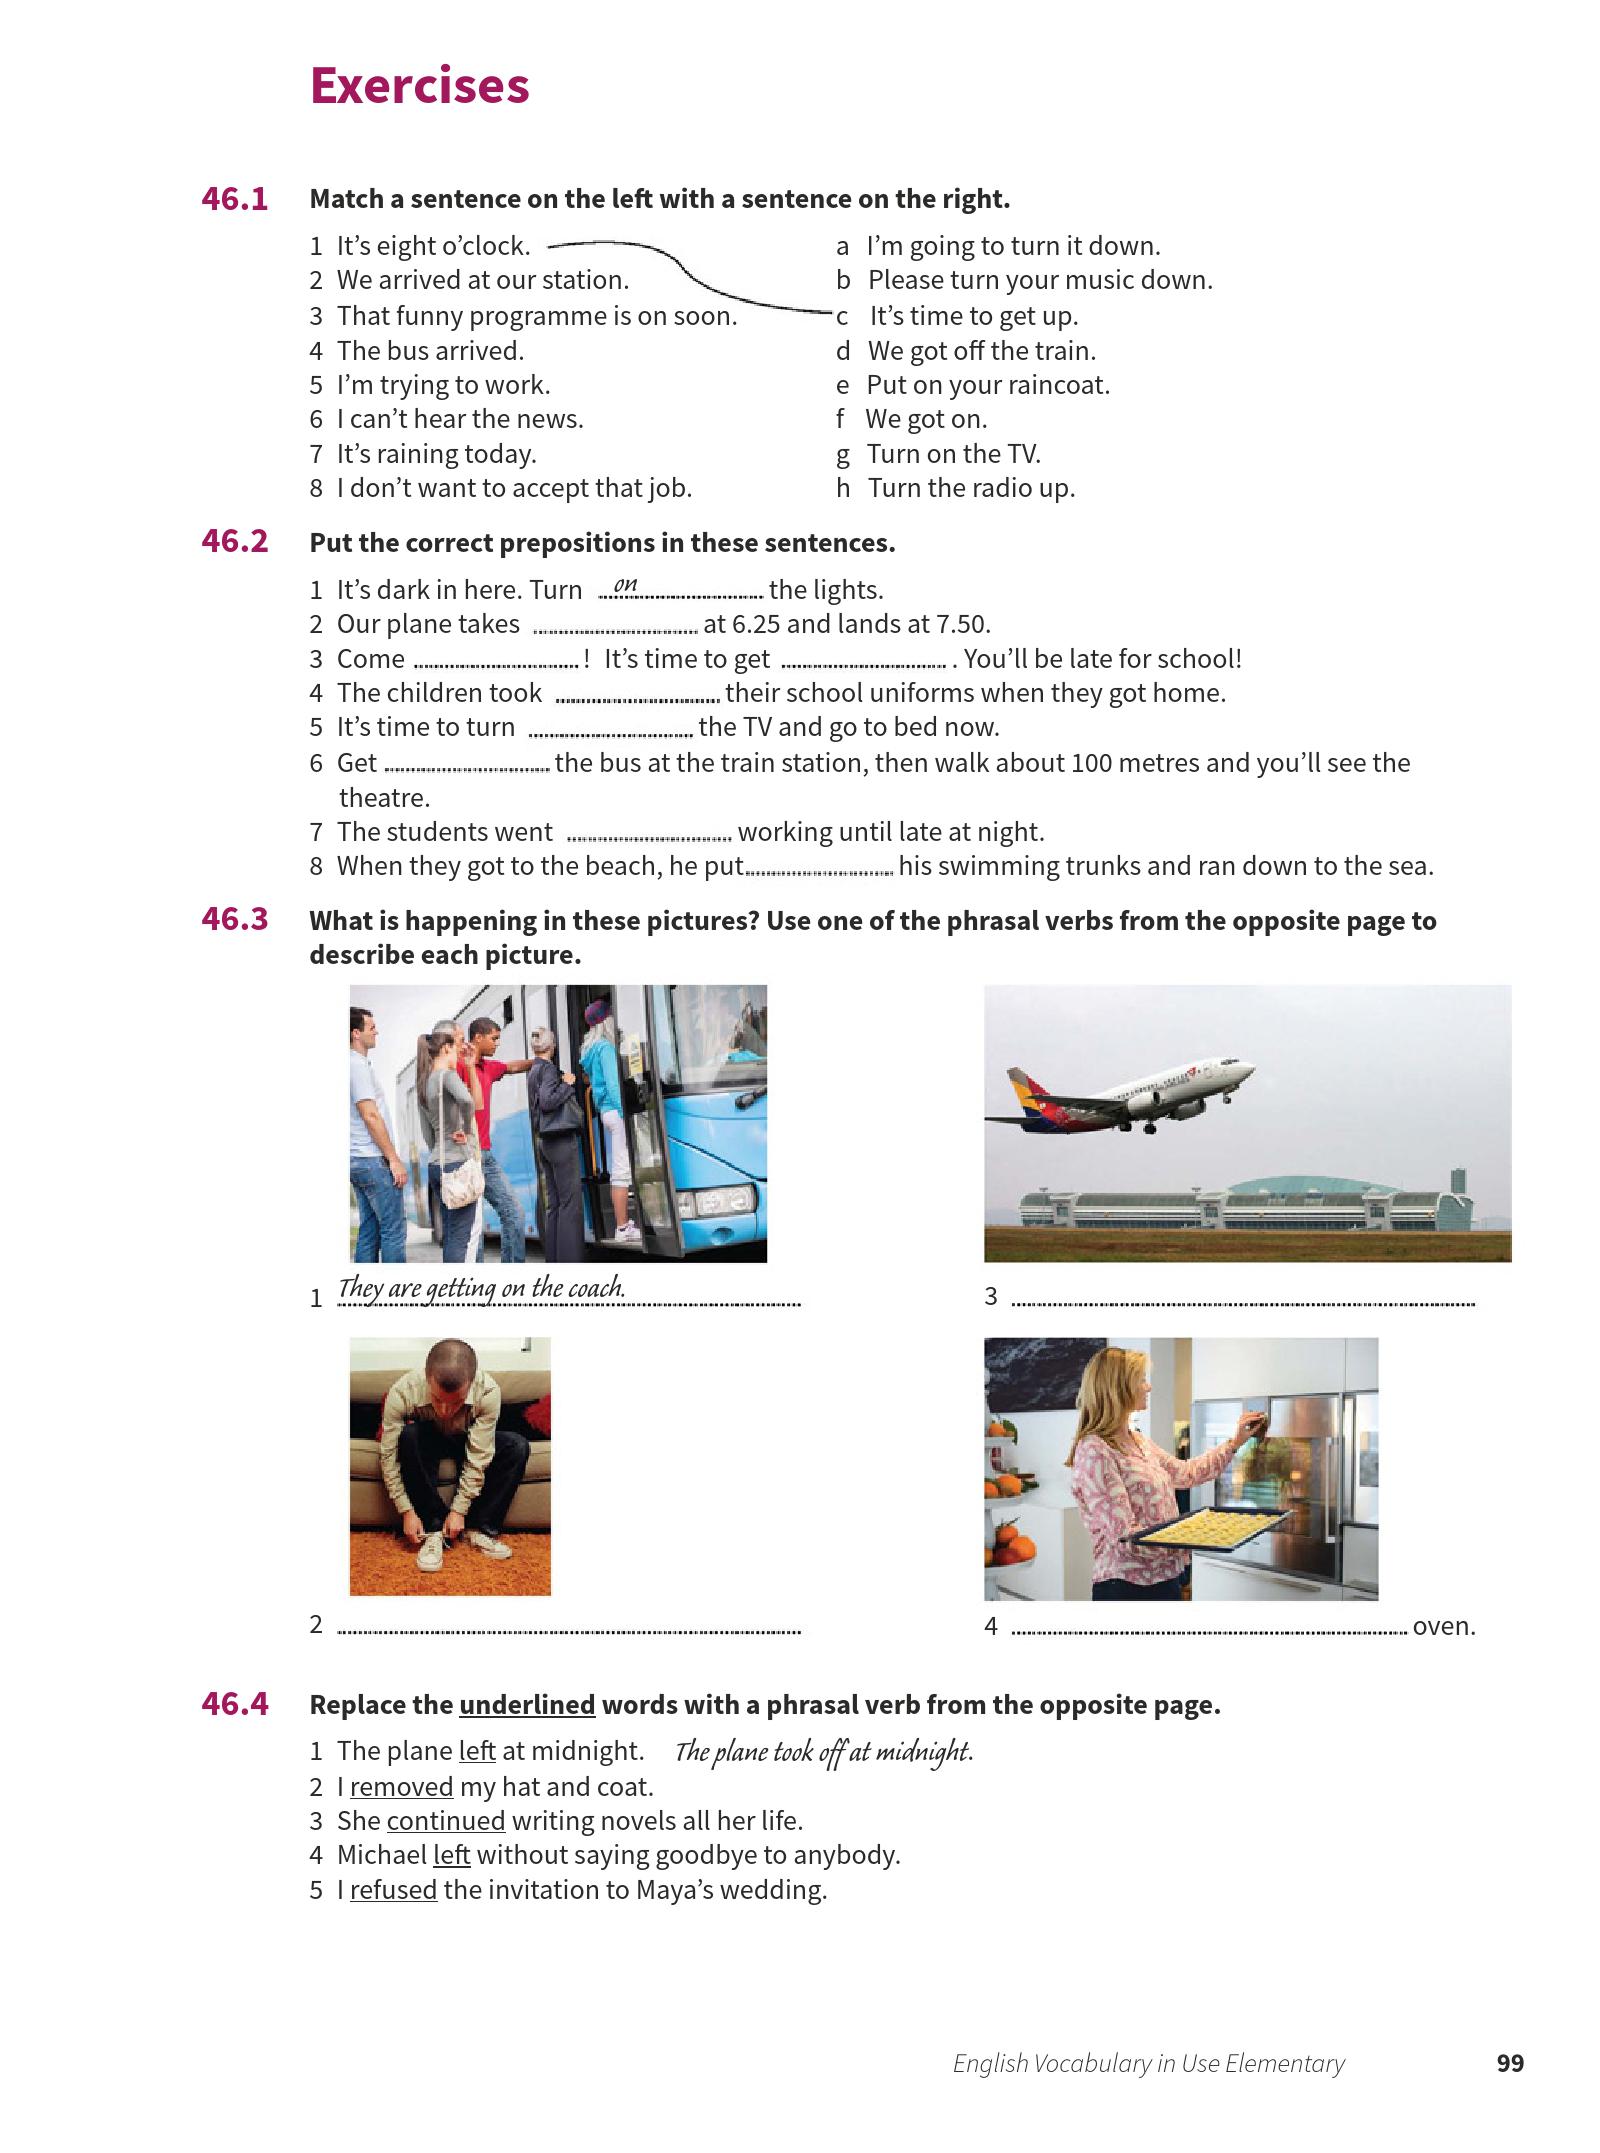 Exercises
46.1 Match a sentence on the left with a sentence on the right.
1 It’s eight o’clock. a I’m going to turn it down.
2 We arrived at our station. b Please turn your music down.
3 That funny programme is on soon. c It’s time to get up.
4 The bus arrived. d We got off the train.
5 I’m trying to work. e Put on your raincoat.
6 I can’t hear the news. f We got on.
7 It’s raining today. g Turn on the TV.
8 I don’t want to accept that job. h Turn the radio up.
46.2 Put the correct prepositions in these sentences.
1 It’s dark in here. Turn on the lights.
2 Our plane takes ........ at 6.25 and lands at 7.50.
3 Come ........ ! It’s time to get ........ . You’ll be late for school!
4 The children took ........ their school uniforms when they got home.
5 It’s time to turn ........ the TV and go to bed now.
6 Get ........ the bus at the train station, then walk about 100 metres and you’ll see the
theatre.
7 The students went ........ working until late at night.
8 When they got to the beach, he put ........ his swimming trunks and ran down to the sea.
46.3 What is happening in these pictures? Use one of the phrasal verbs from the opposite page to
describe each picture.
1 They are getting on the coach. 3 ........
2 ........ 4 ........ oven.
46.4 Replace the underlined words with a phrasal verb from the opposite page.
1 The plane left at midnight. The plane took off at midnight.
2 I removed my hat and coat.
3 She continued writing novels all her life.
4 Michael left without saying goodbye to anybody.
5 I refused the invitation to Maya’s wedding.
English Vocabulary in Use Elementary 99